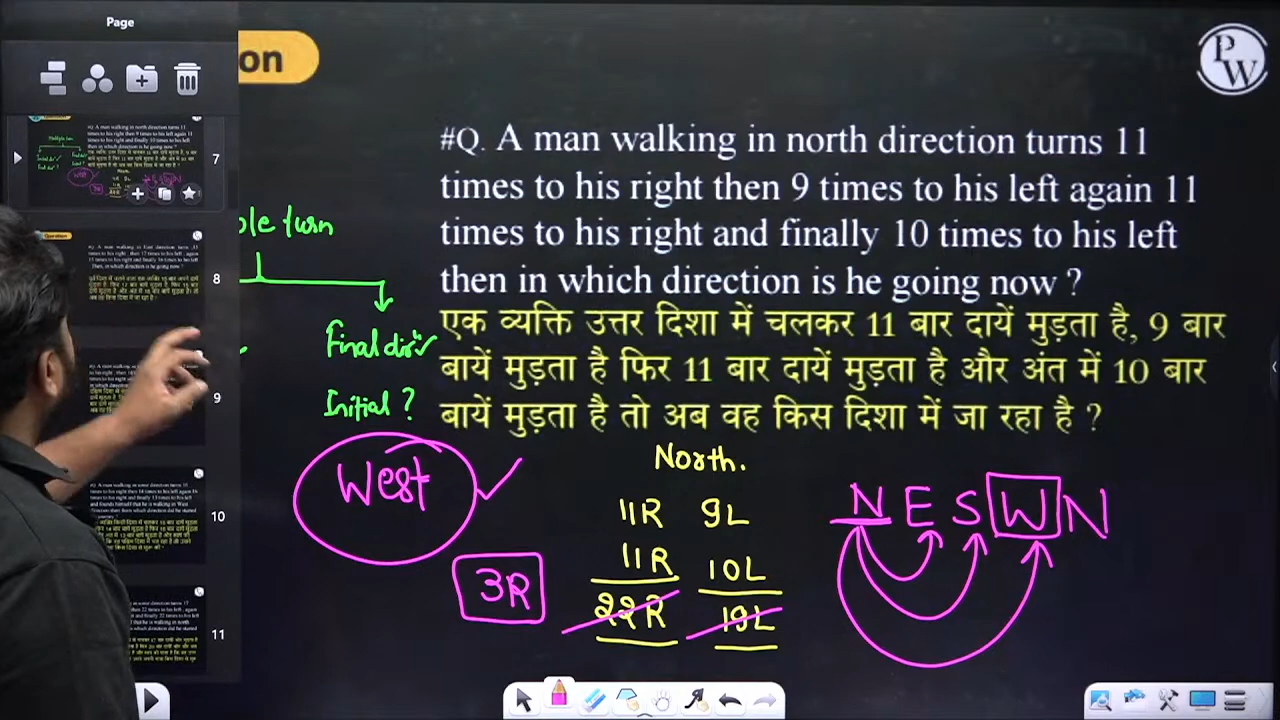 Page
on
PW
#Q. A man walking in north direction turns 11
times to his right then 9 times to his left again 11
times to his right and finally 10 times to his left
then in which direction is he going now ?
एक व्यक्ति उत्तर दिशा में चलकर 11 बार दायें मुड़ता है, 9 बार
बायें मुड़ता है फिर 11 बार दायें मुड़ता है और अंत में 10 बार
बायें मुड़ता है तो अब वह किस दिशा में जा रहा है ?
ple turn
Final dirⁿ
Initial ?
West
3R
North.
11R 9L
11R 10L
22R 19L
N E S W N
7
8
9
10
11